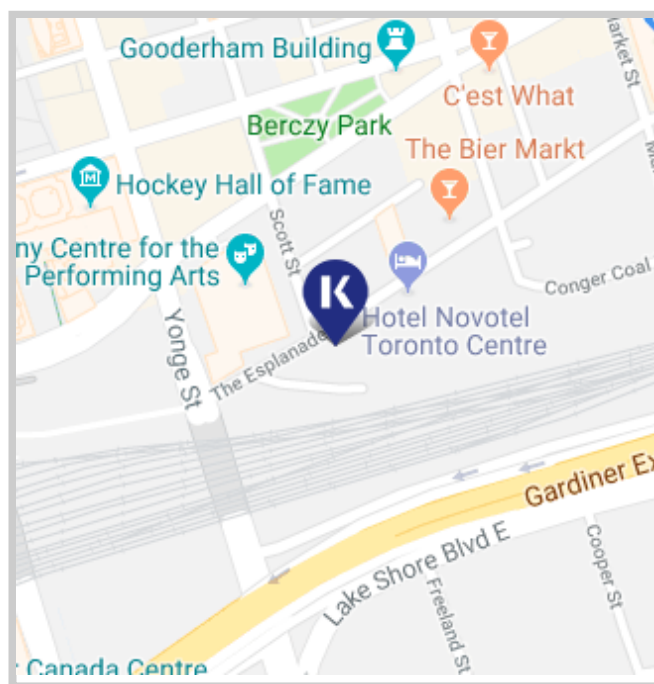 Gooderham Building
Market St
C'est What
Berczy Park
The Bier Markt
Hockey Hall of Fame
Scott St
ny Centre for the
Performing Arts
K
Conger Coal
Hotel Novotel
Toronto Centre
Yonge St
The Esplanade
Gardiner Ex
Lake Shore Blvd E
Cooper St
Freeland St
Canada Centre